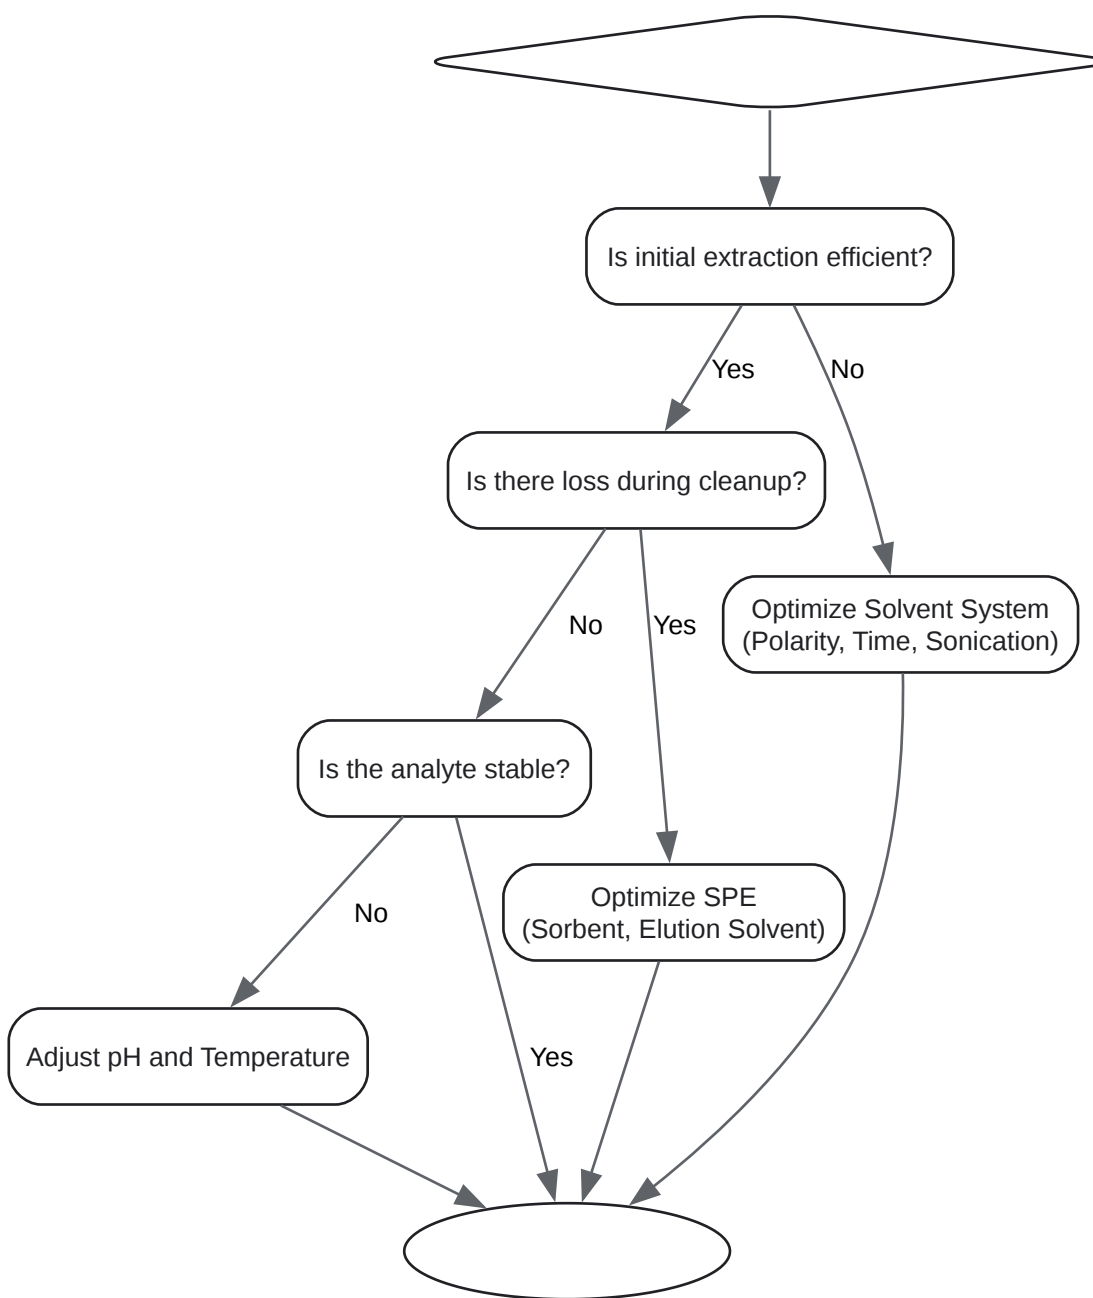 Is initial extraction efficient?
Yes
No
Is there loss during cleanup?
Optimize Solvent System
(Polarity, Time, Sonication)
No
Yes
Is the analyte stable?
Optimize SPE
(Sorbent, Elution Solvent)
No
Adjust pH and Temperature
Yes